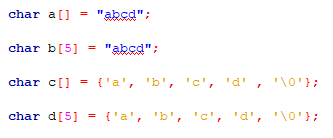 char a[] = "abcd";
char b[5] = "abcd";
char c[] = {'a', 'b', 'c', 'd' , '\0'};
char d[5] = {'a', 'b', 'c', 'd', '\0'};